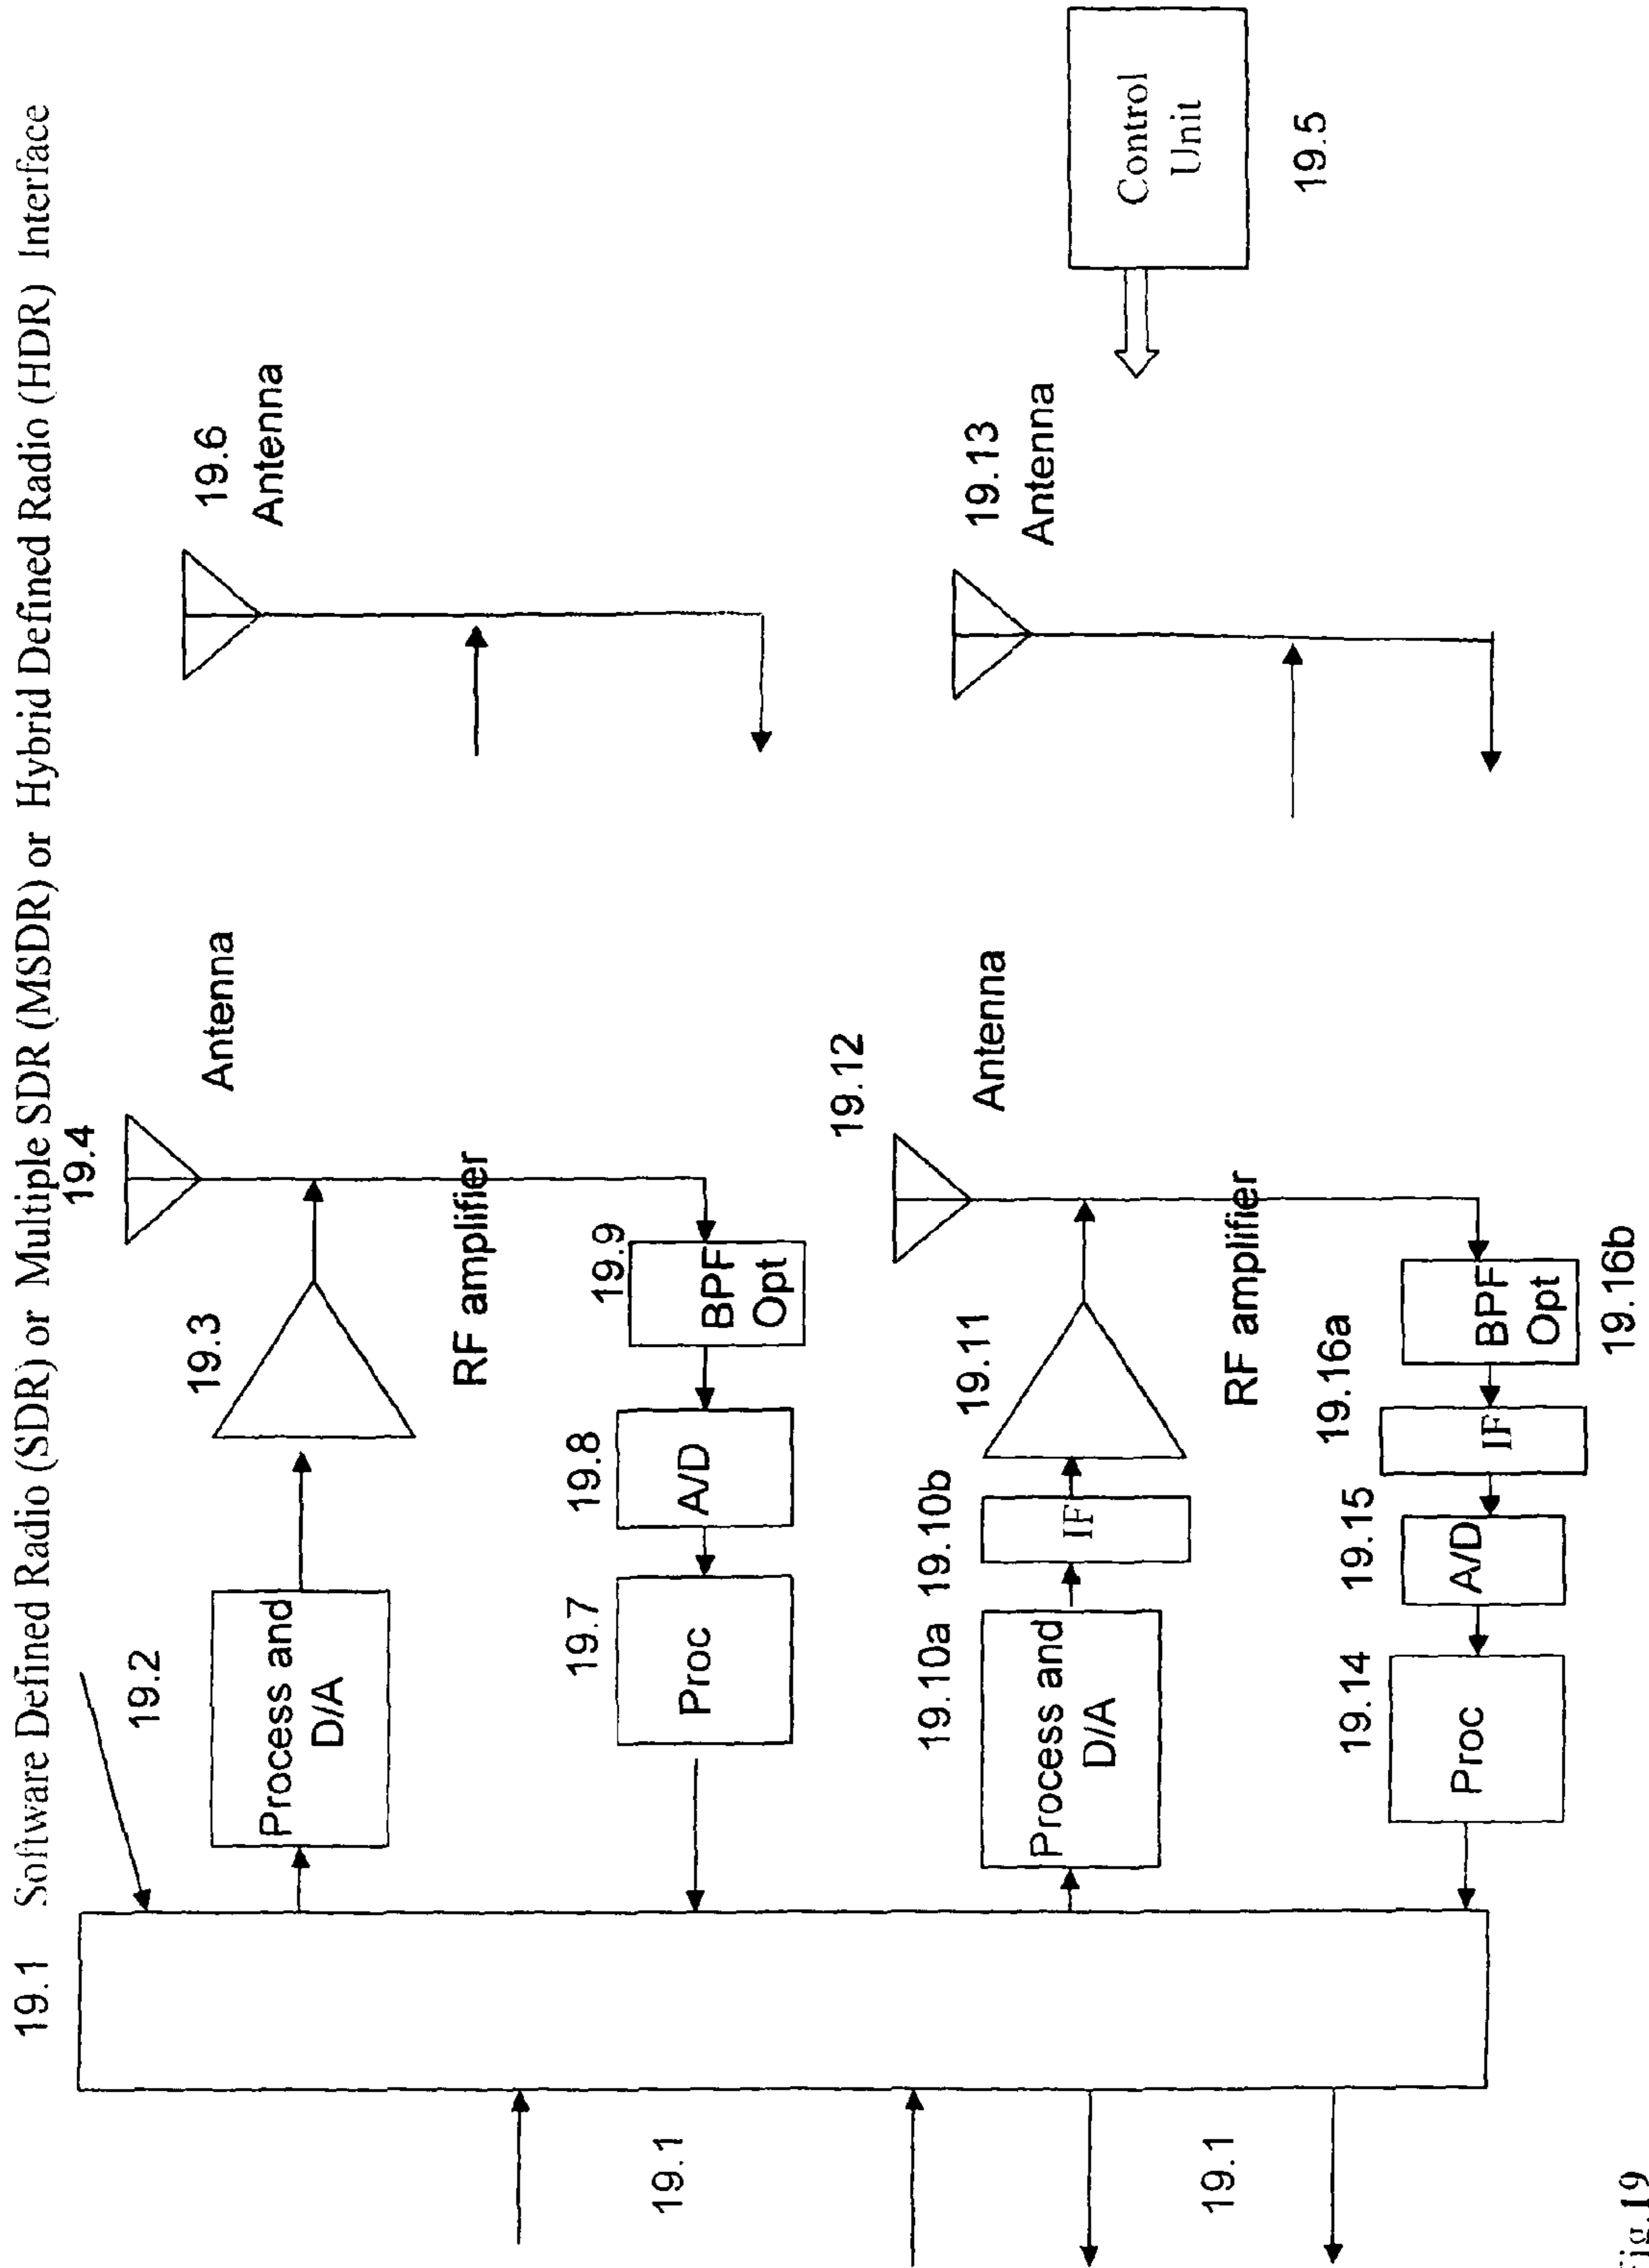 19.1 Software Defined Radio (SDR) or Multiple SDR (MSDR) or Hybrid Defined Radio (HDR) Interface
19.4
Antenna
19.6
Antenna
19.2
Process and
D/A
19.3
RF amplifier
19.7
Proc
19.8
A/D
19.9
BPF
Opt
19.12
Antenna
19.13
Antenna
Control
Unit
19.5
19.10a
Process and
D/A
19.10b
IF
19.11
RF amplifier
19.14
Proc
19.15
A/D
19.16a
IF
BPF
Opt
19.16b
19.1
19.1
Fig.19